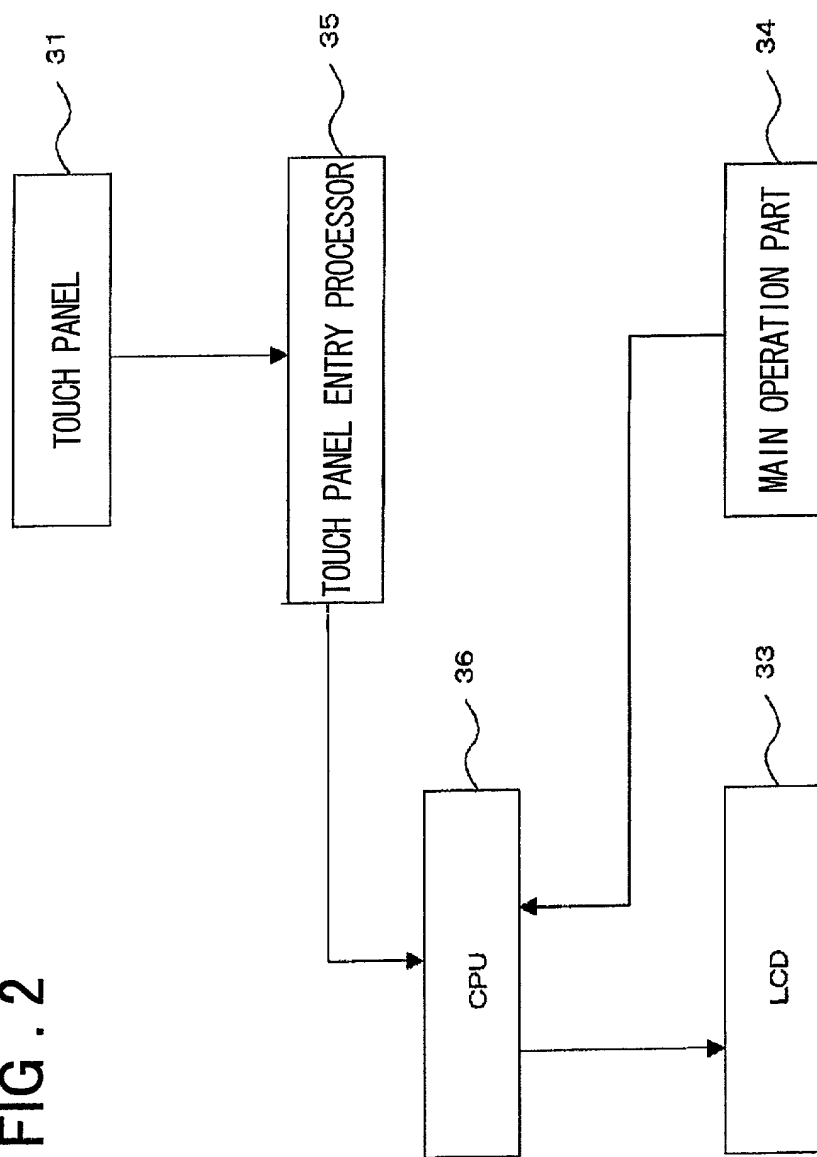 FIG . 2
TOUCH PANEL
31
TOUCH PANEL ENTRY PROCESSOR
35
CPU
36
MAIN OPERATION PART
34
LCD
33